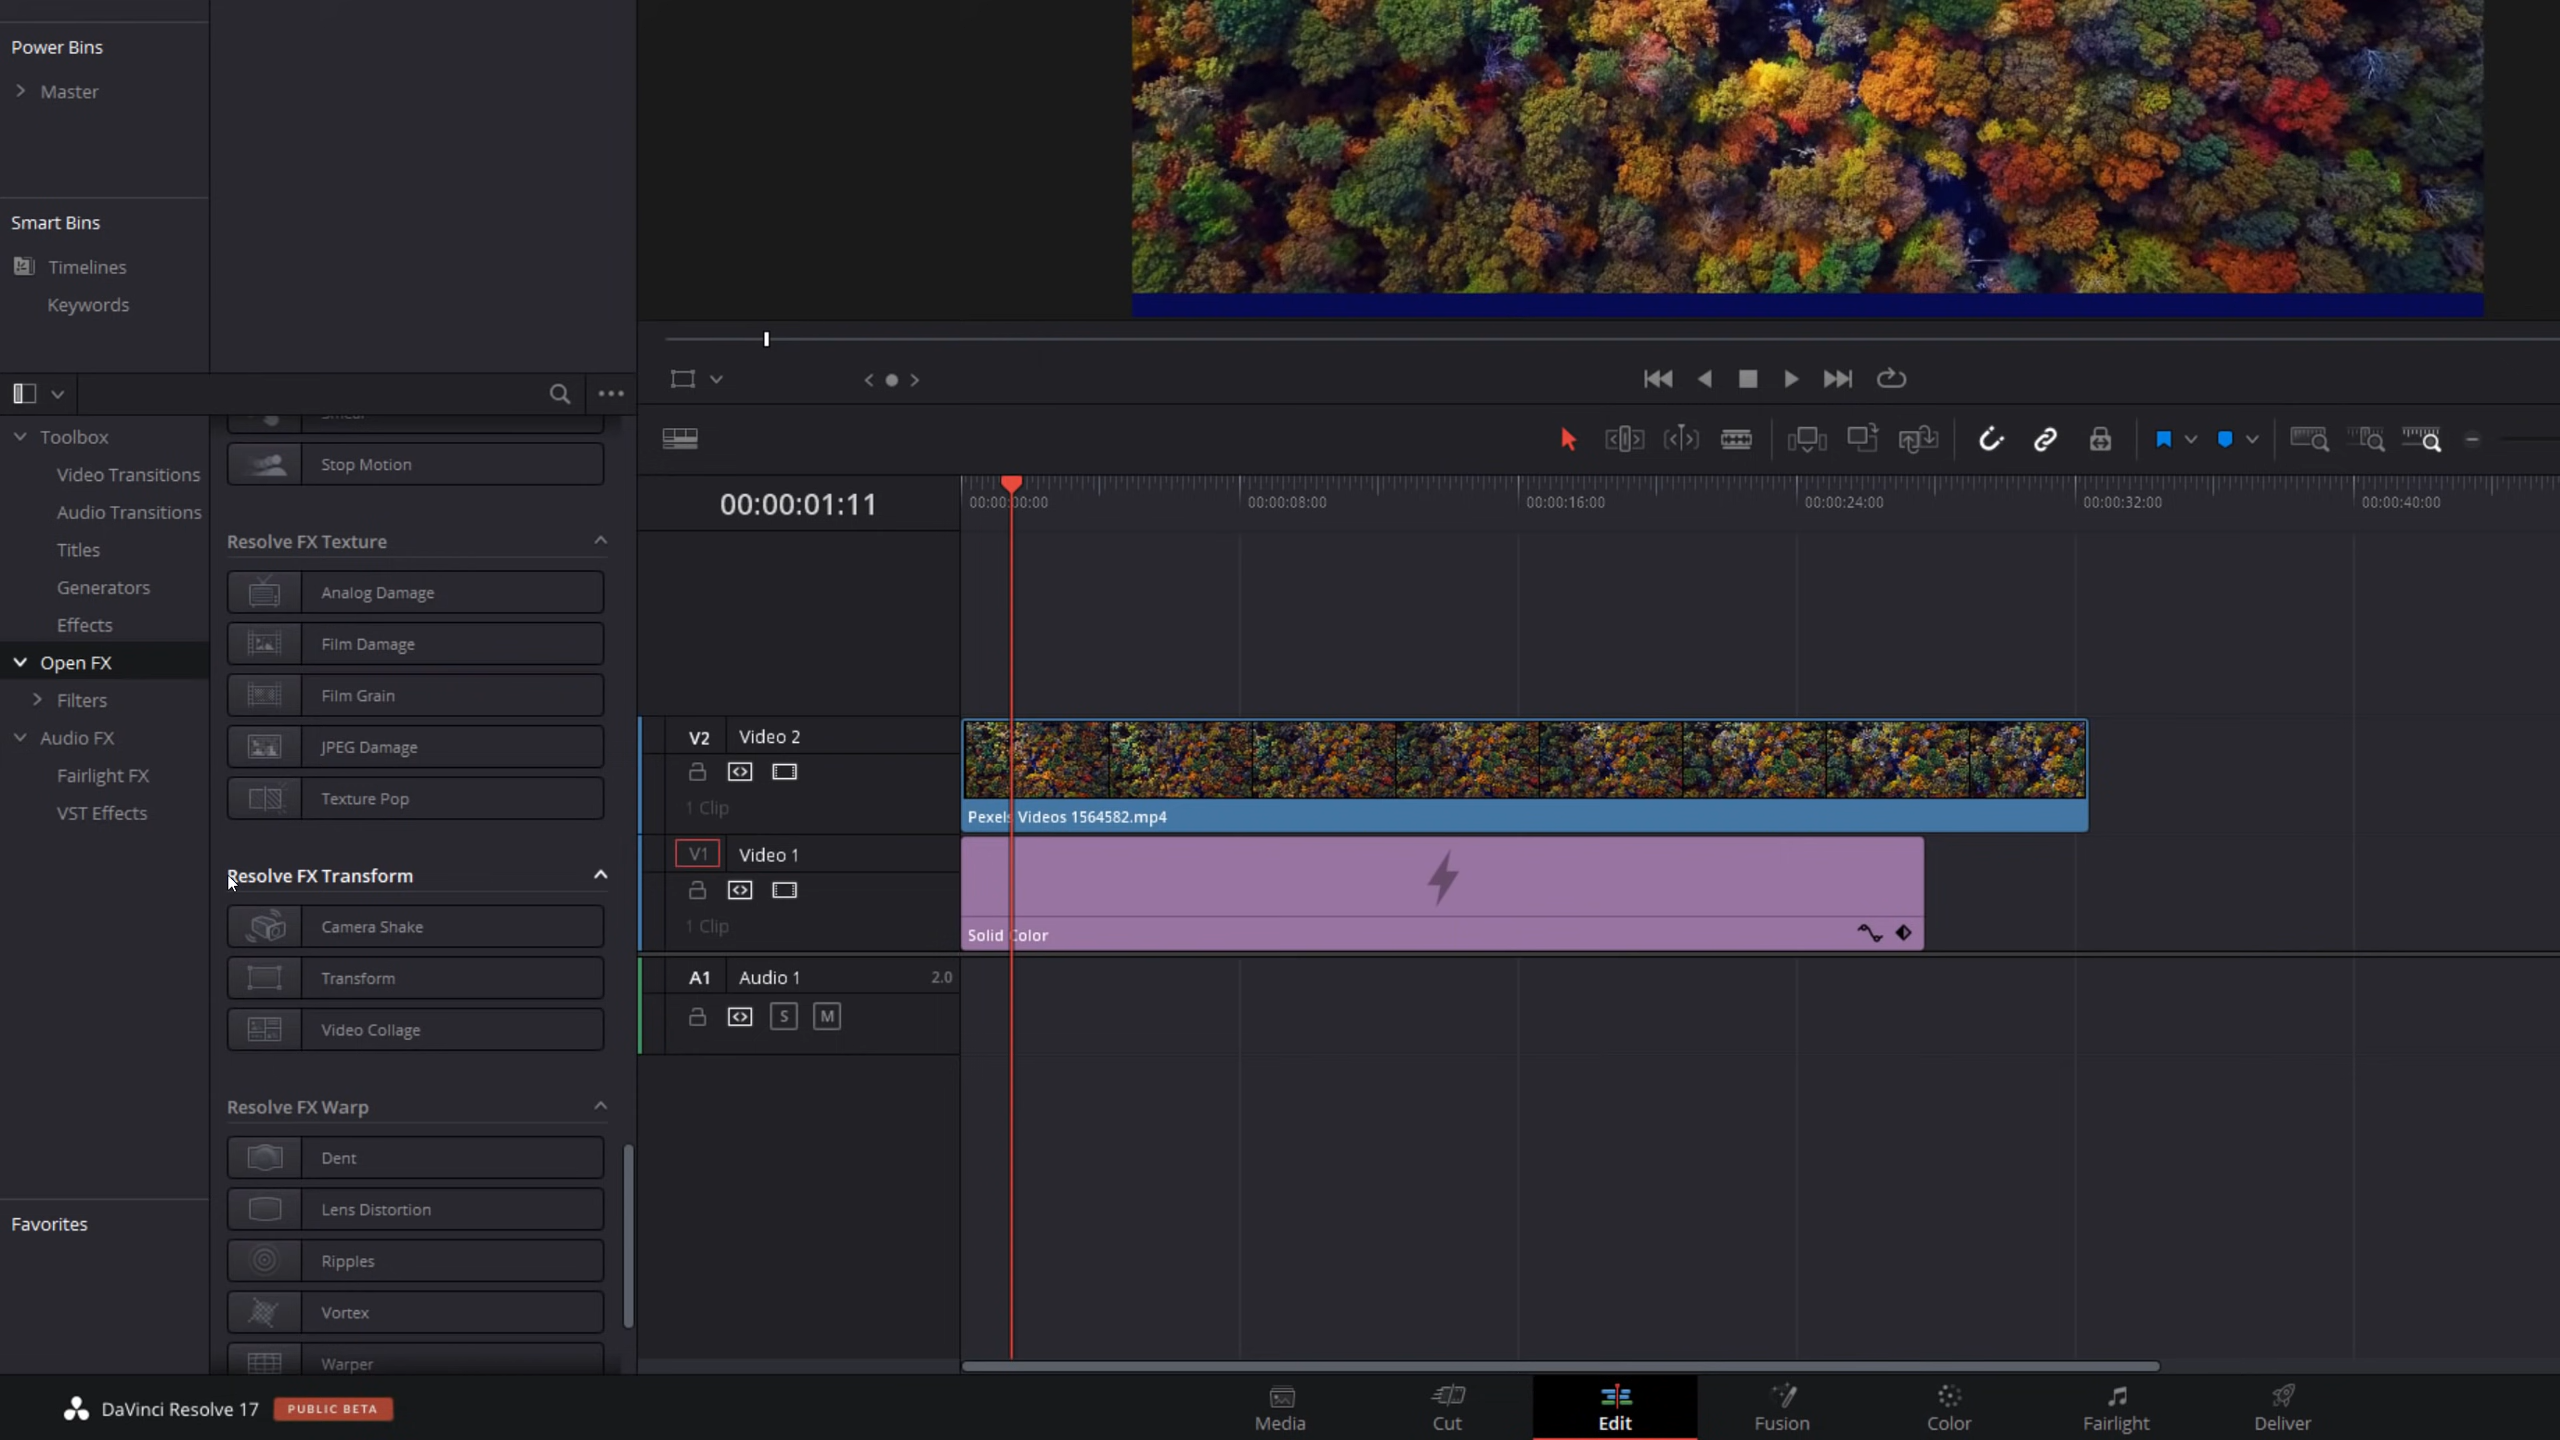 Power Bins
Master
Smart Bins
Timelines
Keywords
Toolbox
Video Transitions
Audio Transitions
Titles
Generators
Effects
Open FX
Filters
Audio FX
Fairlight FX
VST Effects
Favorites
Stop Motion
Resolve FX Texture
Analog Damage
Film Damage
Film Grain
JPEG Damage
Texture Pop
Resolve FX Transform
Camera Shake
Transform
Video Collage
Resolve FX Warp
Dent
Lens Distortion
Ripples
Vortex
Warper
00:00:01:11
00:00:00:00 00:00:08:00 00:00:16:00 00:00:24:00 00:00:32:00 00:00:40:00
V2 Video 2
1 Clip
Pexels Videos 1564582.mp4
V1 Video 1
1 Clip
Solid Color
A1 Audio 1 2.0
S M
DaVinci Resolve 17 PUBLIC BETA
Media Cut Edit Fusion Color Fairlight Deliver